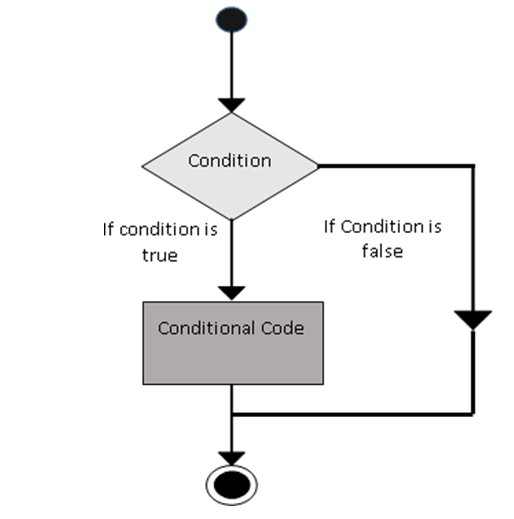 Condition
If condition is
true
If Condition is
false
Conditional Code